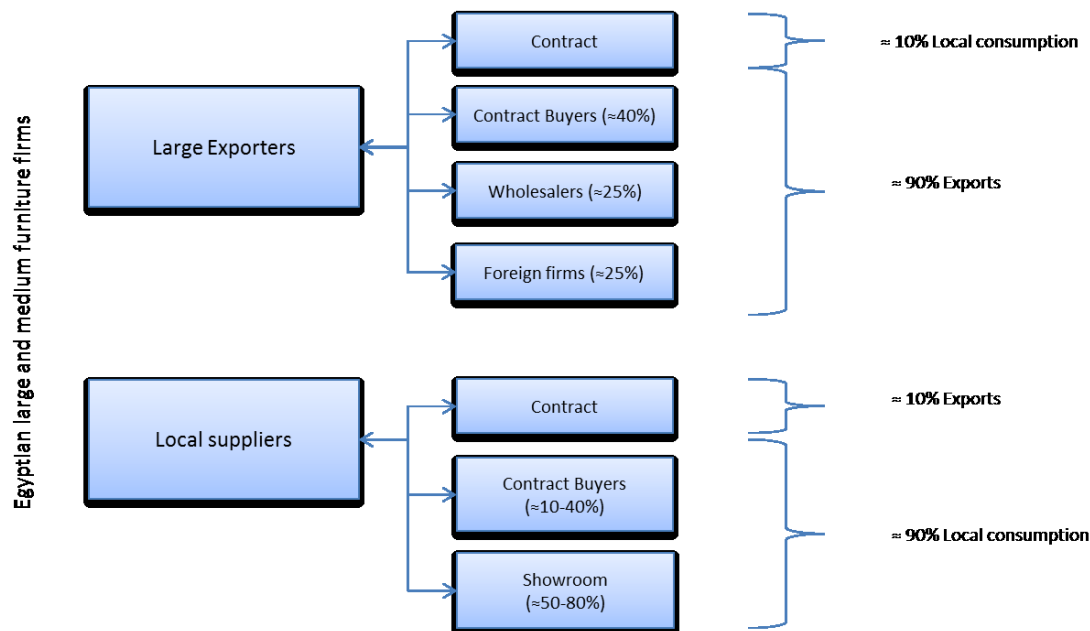 Egyptian large and medium furniture firms
Large Exporters
Contract
Contract Buyers (≈40%)
Wholesalers (≈25%)
Foreign firms (≈25%)
≈ 10% Local consumption
≈ 90% Exports
Local suppliers
Contract
Contract Buyers
(≈10-40%)
Showroom
(≈50-80%)
≈ 10% Exports
≈ 90% Local consumption